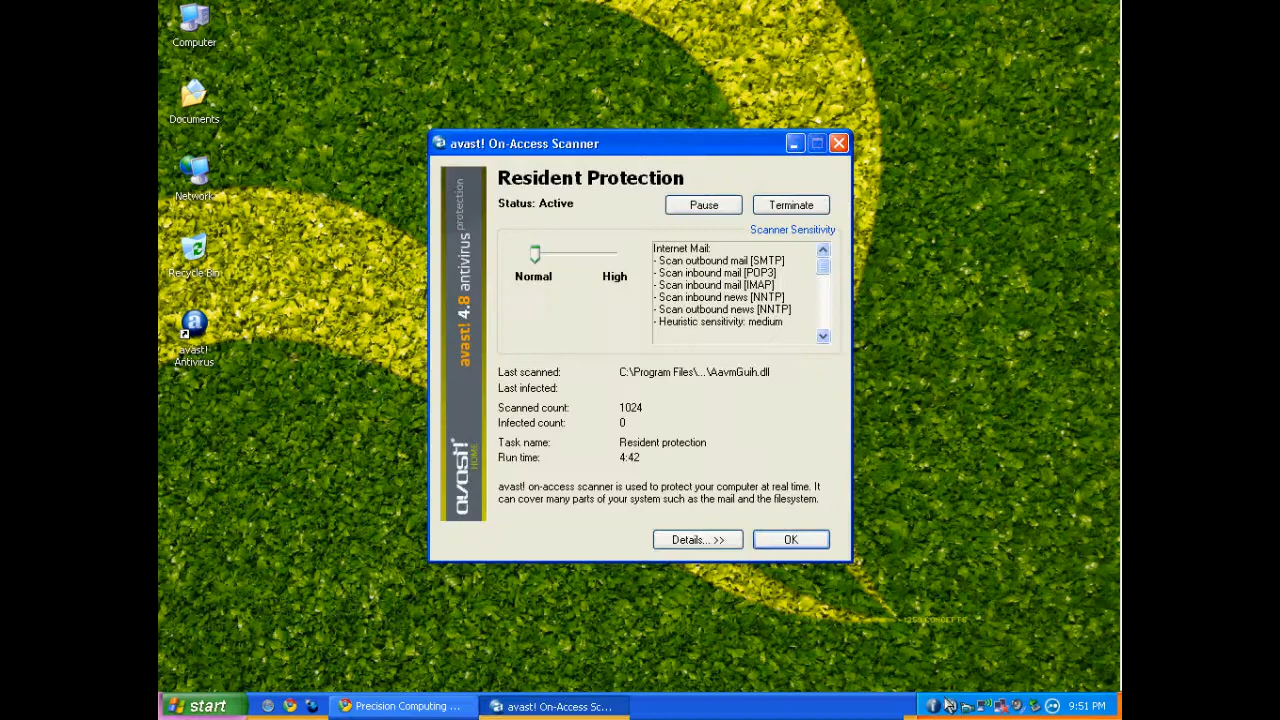 Computer
Documents
Network
Recycle Bin
avast!
Antivirus
avast! On-Access Scanner
avast! 4.8 antivirus protection
avast! HOME
Resident Protection
Status: Active
Pause
Terminate
Scanner Sensitivity
Normal
High
Internet Mail:
- Scan outbound mail [SMTP]
- Scan inbound mail [POP3]
- Scan inbound mail [IMAP]
- Scan inbound news [NNTP]
- Scan outbound news [NNTP]
- Heuristic sensitivity: medium
Last scanned: C:\Program Files\...\AavmGuih.dll
Last infected:
Scanned count: 1024
Infected count: 0
Task name: Resident protection
Run time: 4:42
avast! on-access scanner is used to protect your computer at real time. It
can cover many parts of your system such as the mail and the filesystem.
Details... >>
OK
start
Precision Computing ...
avast! On-Access Sc...
9:51 PM